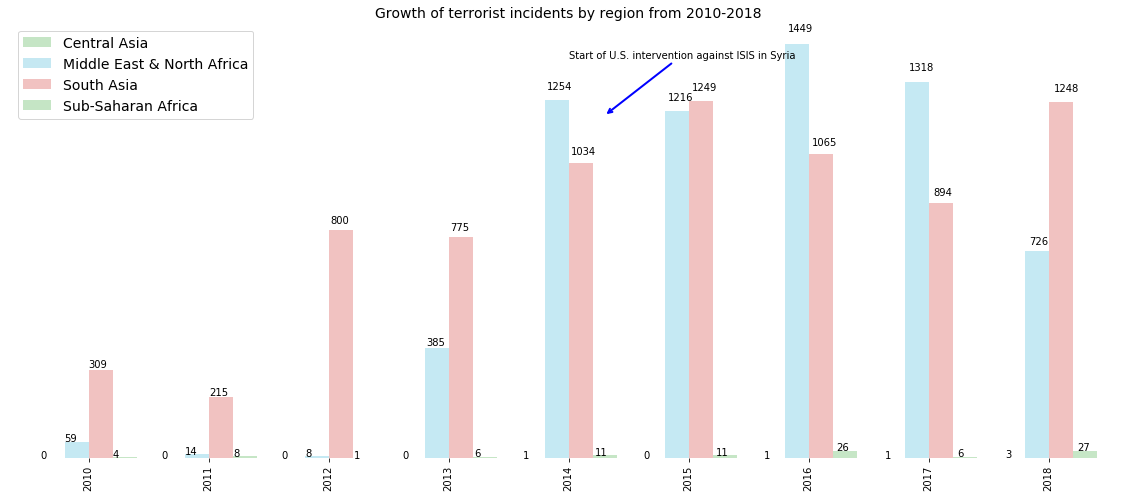 Growth of terrorist incidents by region from 2010-2018
Central Asia
Middle East & North Africa
South Asia
Sub-Saharan Africa
Start of U.S. intervention against ISIS in Syria
0 59 309 4
0 14 215 8
0 8 800 1
0 385 775 6
1 1254 1034 11
0 1216 1249 11
1 1449 1065 26
1 1318 894 6
3 726 1248 27
2010 2011 2012 2013 2014 2015 2016 2017 2018